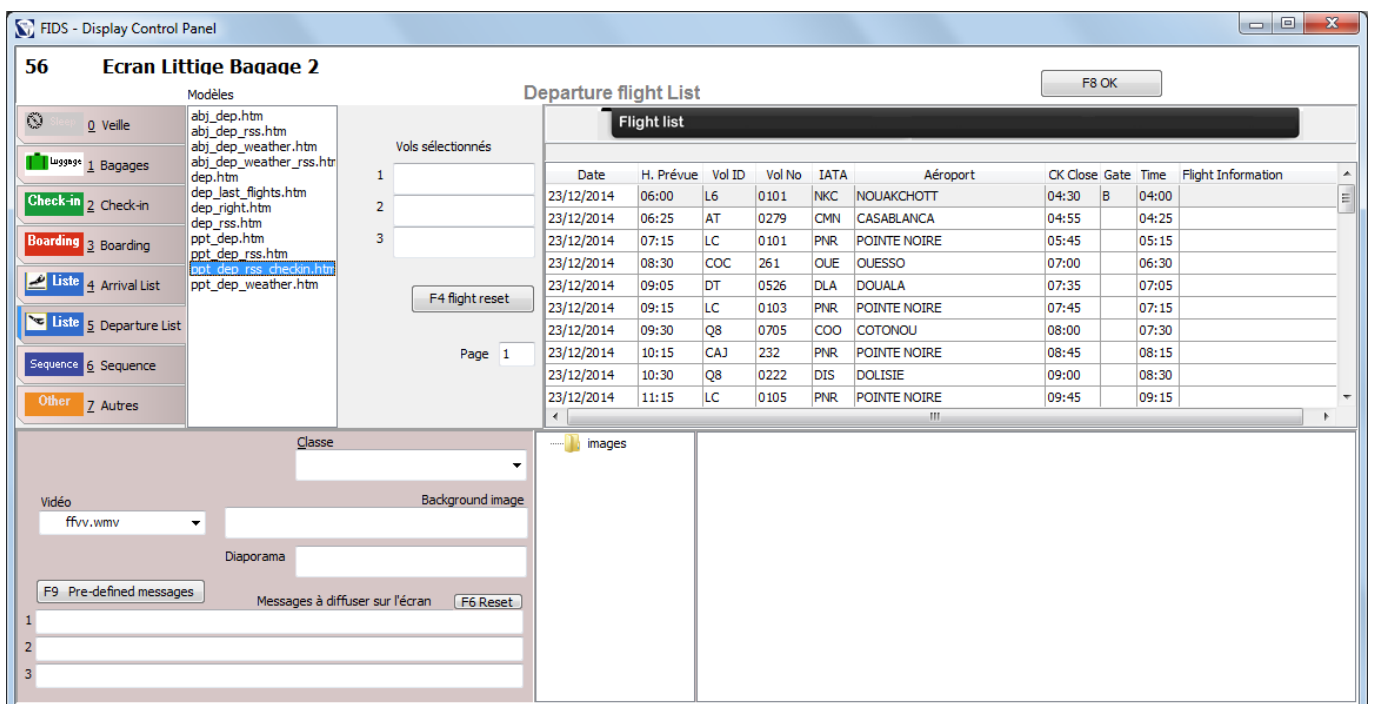 FIDS - Display Control Panel
56 Ecran Littige Bagage 2
F8 OK
Modèles
Departure flight List
0 Veille
Luggage 1 Bagages
Check-in 2 Check-in
Boarding 3 Boarding
Liste 4 Arrival List
Liste 5 Departure List
Sequence 6 Sequence
Other 7 Autres
abj_dep.htm
abj_dep_rss.htm
abj_dep_weather.htm
abj_dep_weather_rss.htr
dep.htm
dep_last_flights.htm
dep_right.htm
dep_rss.htm
ppt_dep.htm
ppt_dep_rss.htm
ppt_dep_rss_checkin.htm
ppt_dep_weather.htm
Vols sélectionnés
1
2
3
F4 flight reset
Page 1
Flight list
Date H. Prévue Vol ID Vol No IATA Aéroport CK Close Gate Time Flight Information
23/12/2014 06:00 L6 0101 NKC NOUAKCHOTT 04:30 B 04:00
23/12/2014 06:25 AT 0279 CMN CASABLANCA 04:55 04:25
23/12/2014 07:15 LC 0101 PNR POINTE NOIRE 05:45 05:15
23/12/2014 08:30 COC 261 OUE OUESSO 07:00 06:30
23/12/2014 09:05 DT 0526 DLA DOUALA 07:35 07:05
23/12/2014 09:15 LC 0103 PNR POINTE NOIRE 07:45 07:15
23/12/2014 09:30 Q8 0705 COO COTONOU 08:00 07:30
23/12/2014 10:15 CAJ 232 PNR POINTE NOIRE 08:45 08:15
23/12/2014 10:30 Q8 0222 DIS DOLISIE 09:00 08:30
23/12/2014 11:15 LC 0105 PNR POINTE NOIRE 09:45 09:15
Classe
Vidéo
ffvv.wmv
Background image
Diaporama
F9 Pre-defined messages
Messages à diffuser sur l'écran F6 Reset
1
2
3
images